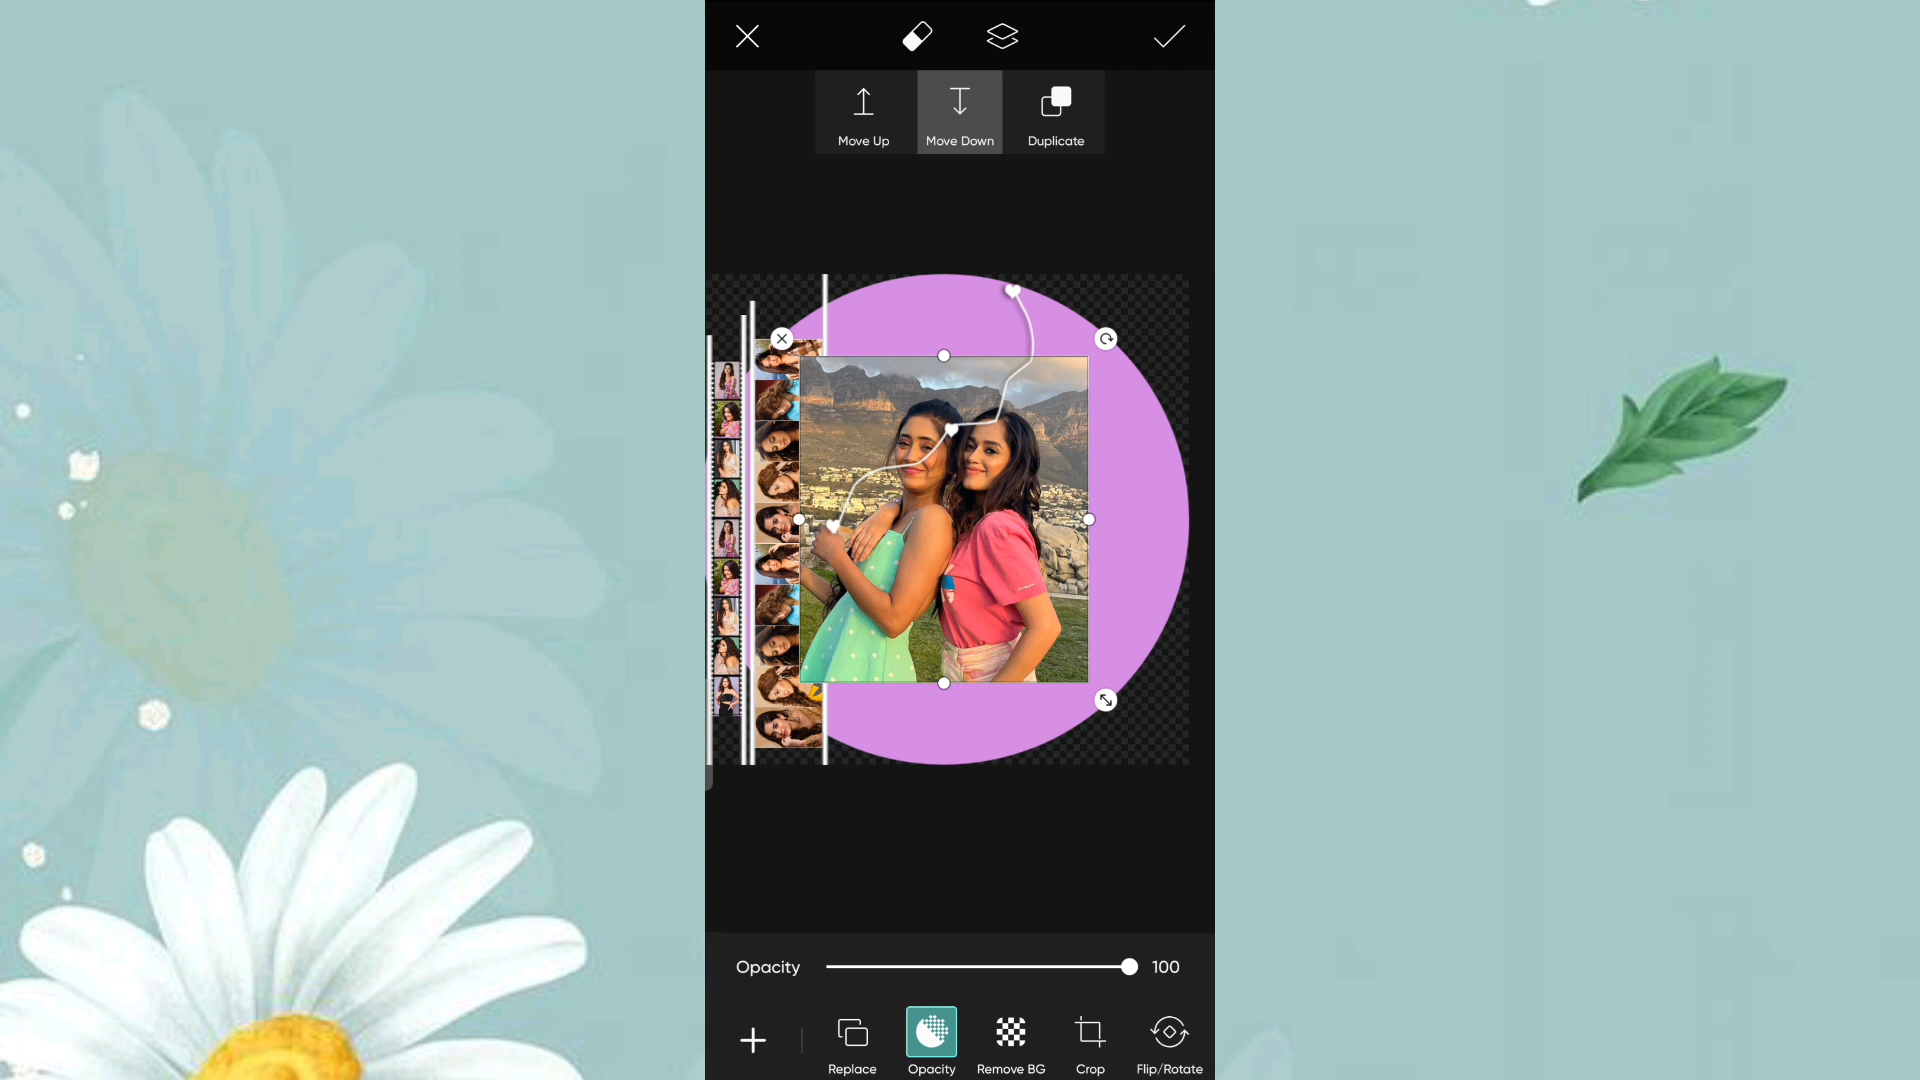 Move Up
Move Down
Duplicate
Opacity
100
Replace
Opacity
Remove BG
Crop
Flip/Rotate